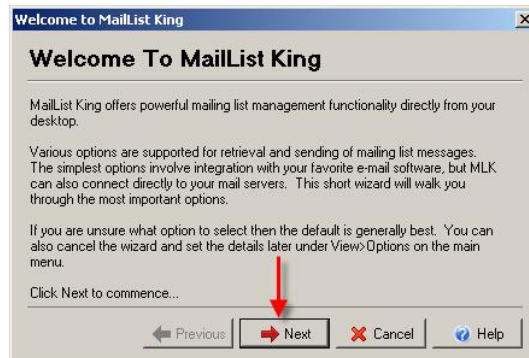 Welcome to MailList King
Welcome To MailList King
MailList King offers powerful mailing list management functionality directly from your
desktop.
Various options are supported for retrieval and sending of mailing list messages.
The simplest options involve integration with your favorite e-mail software, but MLK
can also connect directly to your mail servers. This short wizard will walk you
through the most important options.
If you are unsure what option to select then the default is generally best. You can
also cancel the wizard and set the details later under View>Options on the main
menu.
Click Next to commence...
Previous Next Cancel Help